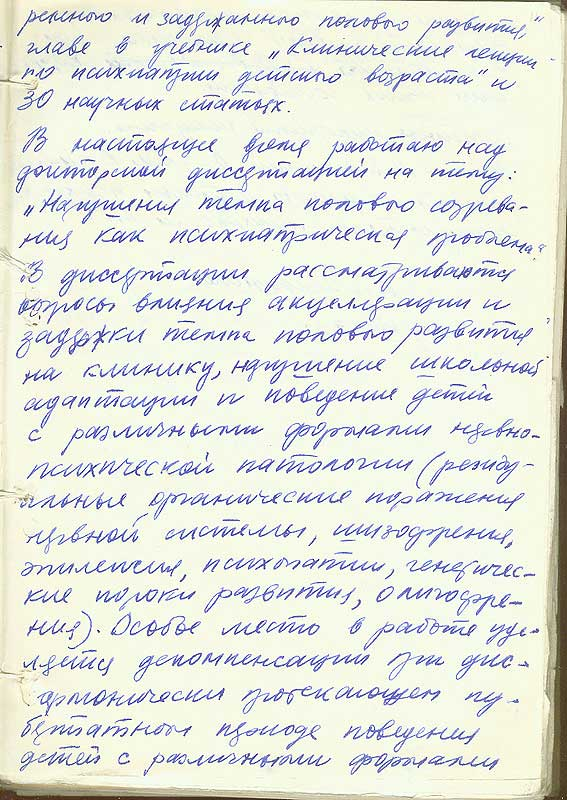 ренного и задержанного полового развития,"
главе в учебнике „Клинические лекции
по психиатрии детского возраста" и
30 научных статьях.
В настоящее время работаю над
докторской диссертацией на тему:
„Нарушения темпа полового созрева-
ния как психиатрическая проблема."
В диссертации рассматриваются
вопросы влияния акцеллерации и
задержки темпа полового развития
на клинику, нарушение школьной
адаптации и поведение детей
с различными формами нервно-
психической патологии (резиду-
альные органические поражения
нервной системы, шизофрения,
эпилепсия, психопатии, генетичес-
кие пороки развития, олигофре-
ния). Особое место в работе уде-
ляется декомпенсации при дис-
гармонически протекающем пу-
бертатном периоде поведения
детей с различными формами